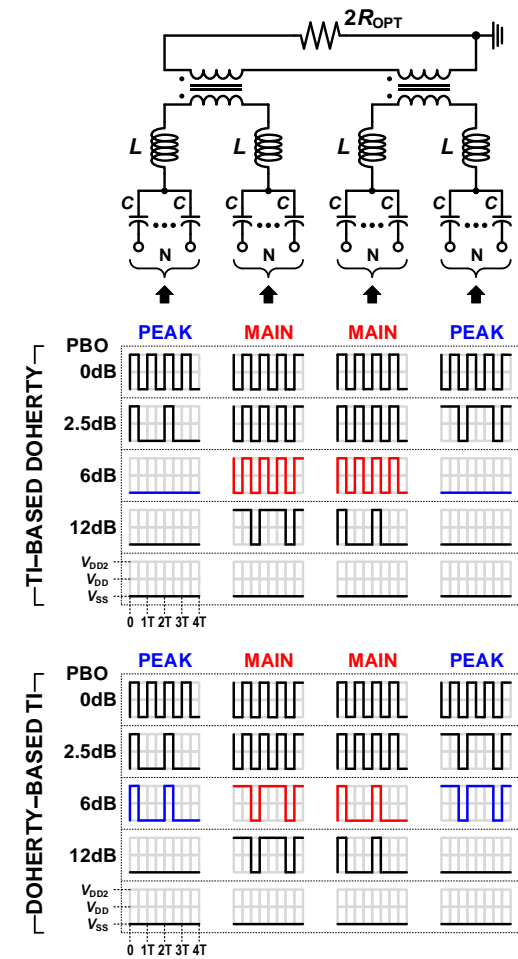 2R_OPT
L L L L
C C C C C C C C
N N N N
PEAK MAIN MAIN PEAK
TI–BASED DOHERTY
PBO
0dB
2.5dB
6dB
12dB
V_DD2
V_DD
V_SS
0 1T 2T 3T 4T
PEAK MAIN MAIN PEAK
DOHERTY–BASED TI
PBO
0dB
2.5dB
6dB
12dB
V_DD2
V_DD
V_SS
0 1T 2T 3T 4T